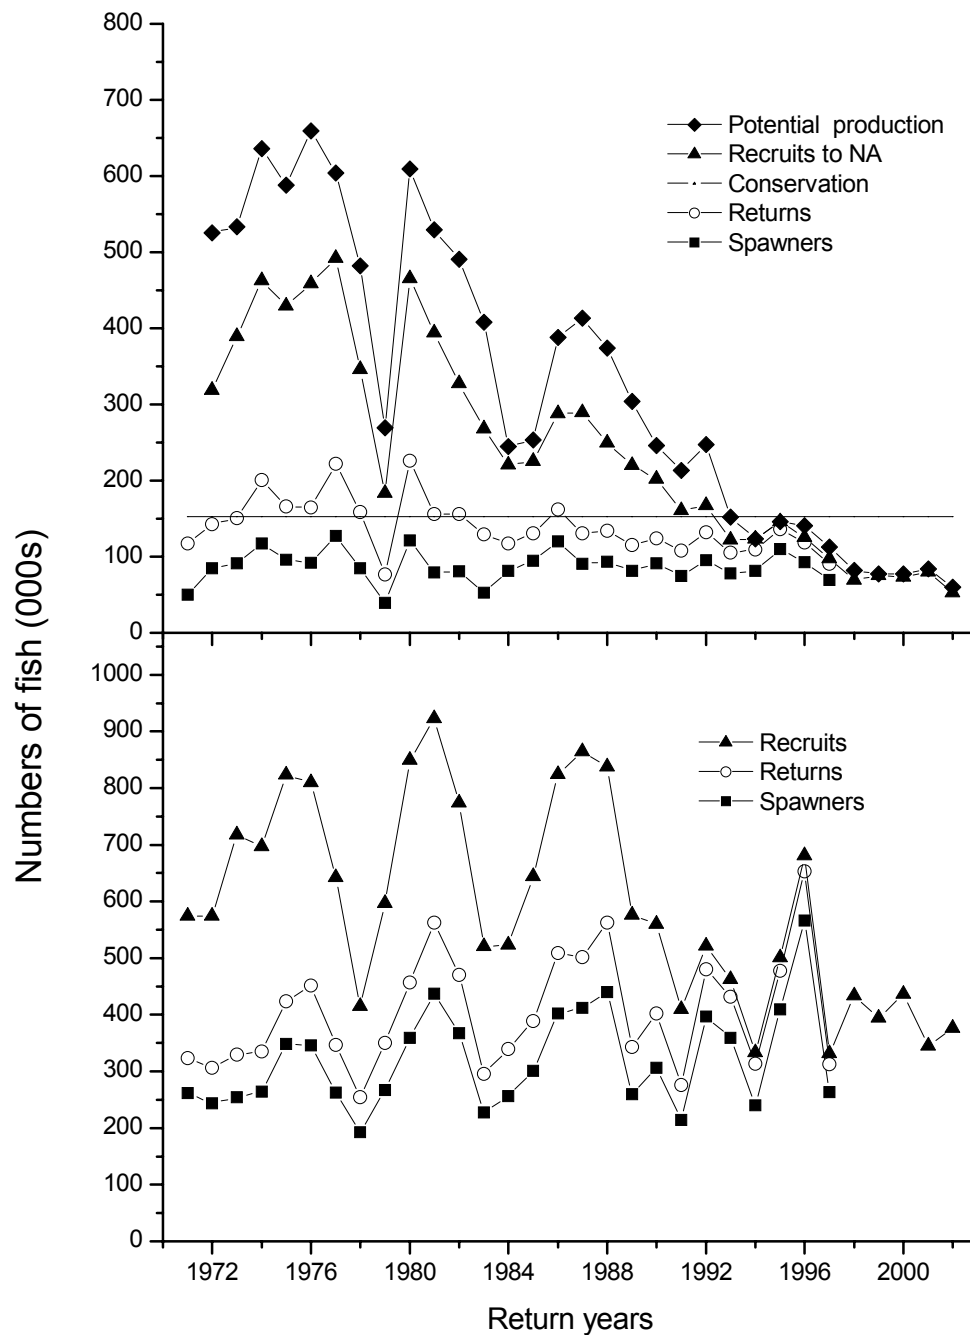 800
700
600
500
400
300
200
100
0
Potential production
Recruits to NA
Conservation
Returns
Spawners
Numbers of fish (000s)
1000
900
800
700
600
500
400
300
200
100
0
Recruits
Returns
Spawners
1972 1976 1980 1984 1988 1992 1996 2000
Return years